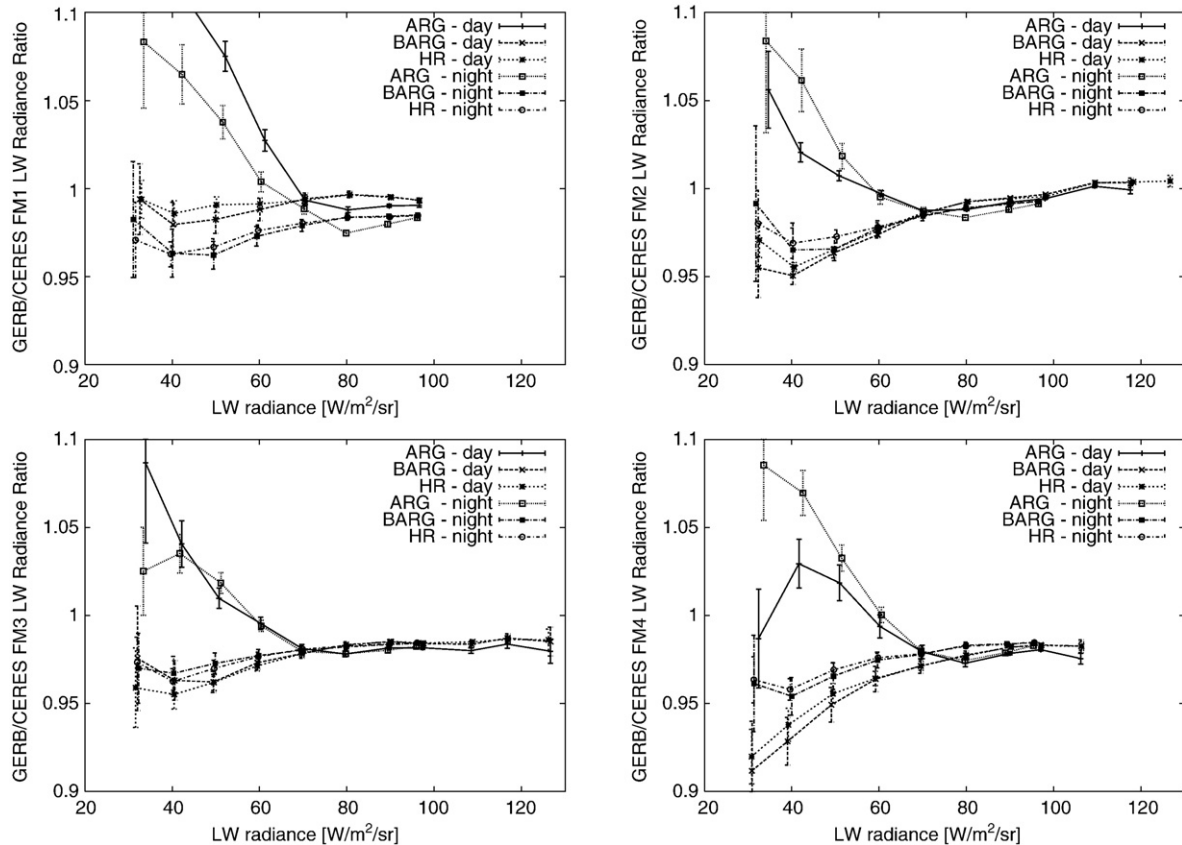 GERB/CERES FM1 LW Radiance Ratio
1.1
1.05
1
0.95
0.9
ARG - day
BARG - day
HR - day
ARG - night
BARG - night
HR - night
20 40 60 80 100 120
LW radiance [W/m²/sr]
GERB/CERES FM2 LW Radiance Ratio
1.1
1.05
1
0.95
0.9
ARG - day
BARG - day
HR - day
ARG - night
BARG - night
HR - night
20 40 60 80 100 120
LW radiance [W/m²/sr]
GERB/CERES FM3 LW Radiance Ratio
1.1
1.05
1
0.95
0.9
ARG - day
BARG - day
HR - day
ARG - night
BARG - night
HR - night
20 40 60 80 100 120
LW radiance [W/m²/sr]
GERB/CERES FM4 LW Radiance Ratio
1.1
1.05
1
0.95
0.9
ARG - day
BARG - day
HR - day
ARG - night
BARG - night
HR - night
20 40 60 80 100 120
LW radiance [W/m²/sr]